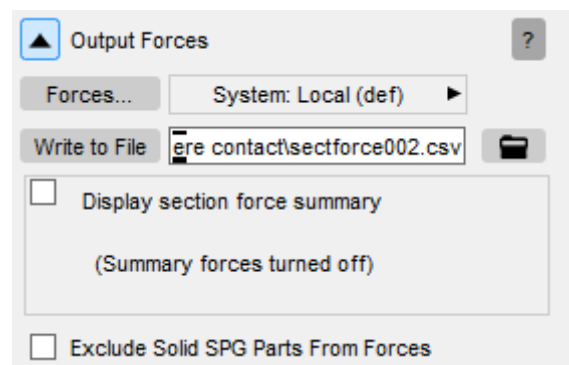 Output Forces ?
Forces... System: Local (def)
Write to File ere contact\sectforce002.csv
Display section force summary
(Summary forces turned off)
Exclude Solid SPG Parts From Forces